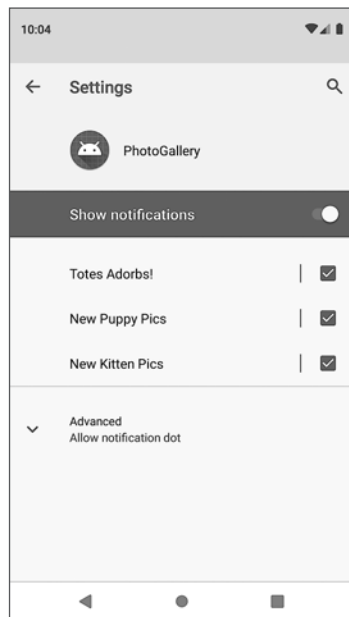 10:04
Settings
PhotoGallery
Show notifications
Totes Adorbs!
New Puppy Pics
New Kitten Pics
Advanced
Allow notification dot